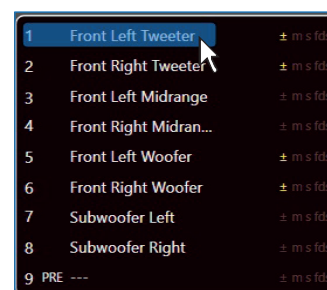 1 Front Left Tweeter ± m s fd
2 Front Right Tweeter ± m s fd
3 Front Left Midrange ± m s fd
4 Front Right Midran... ± m s fd
5 Front Left Woofer ± m s fd
6 Front Right Woofer ± m s fd
7 Subwoofer Left ± m s fd
8 Subwoofer Right ± m s fd
9 PRE --- ± m s fd